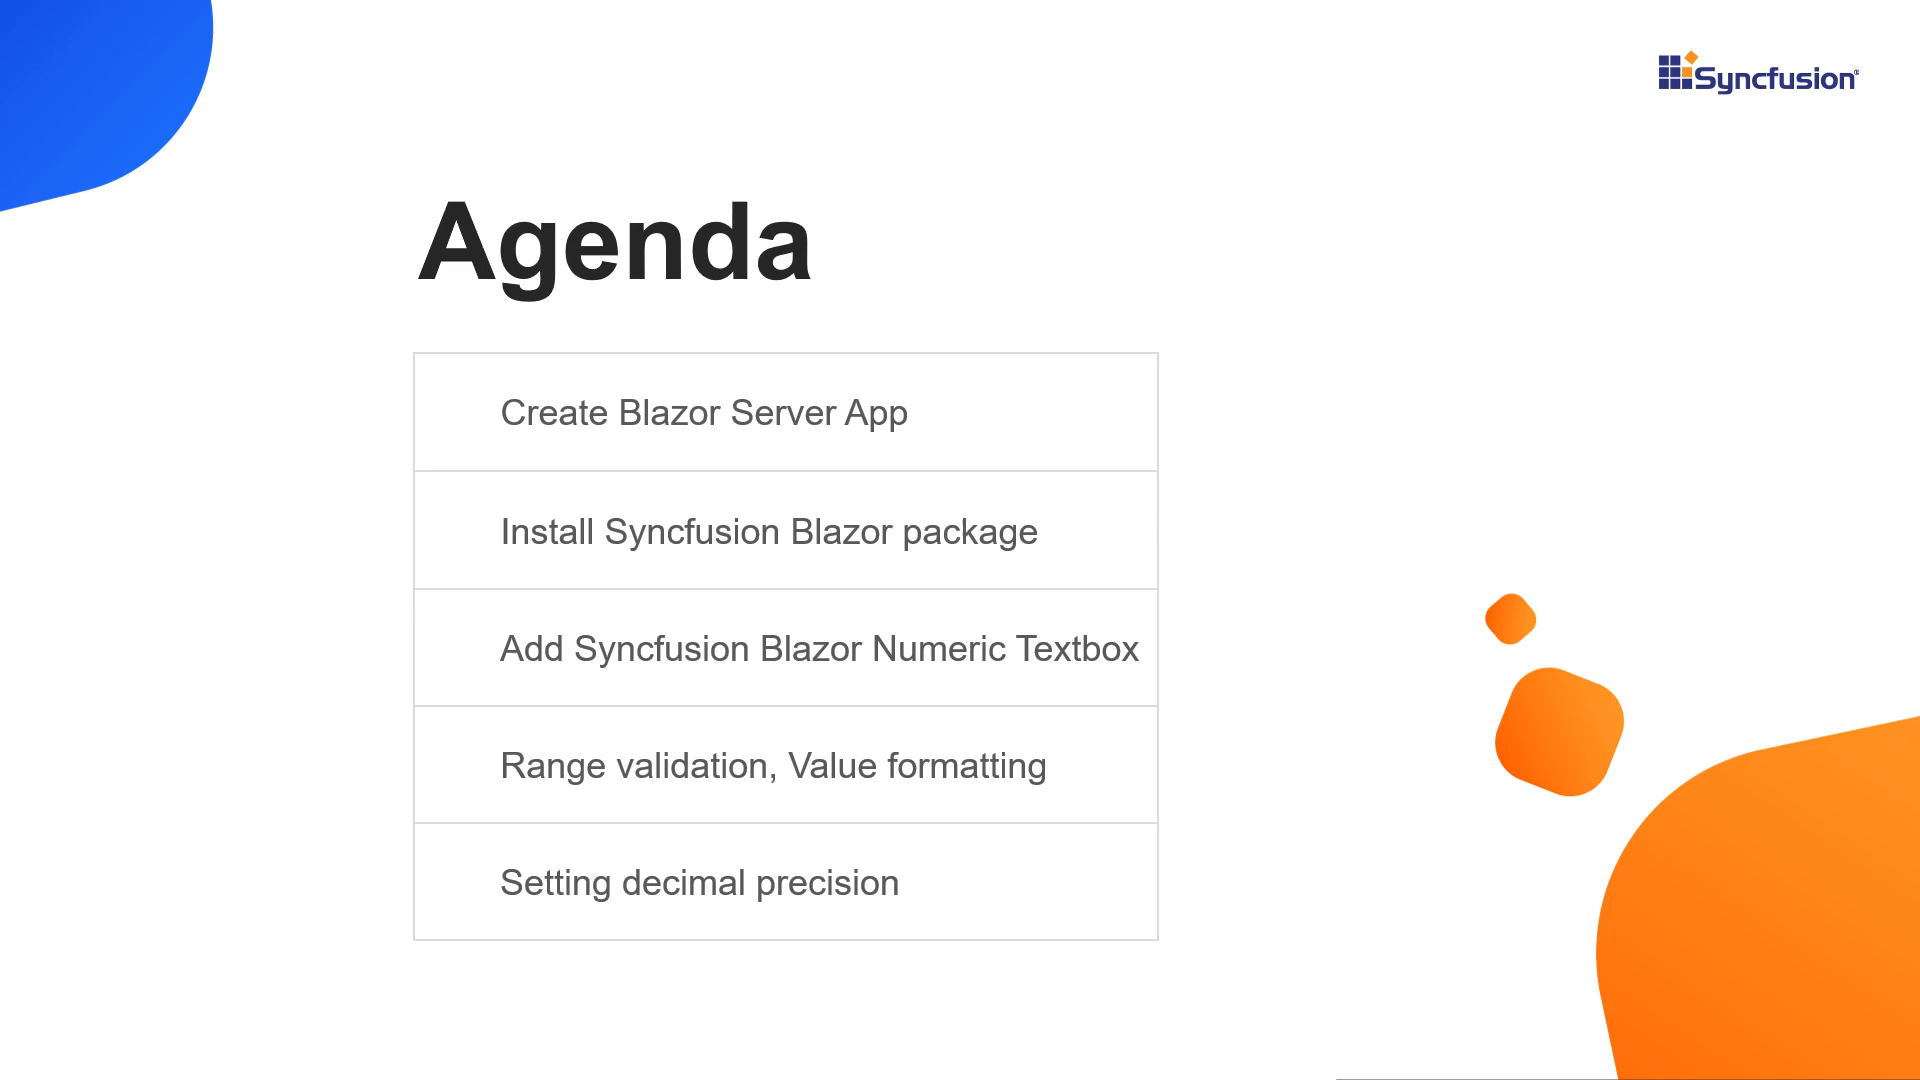 Syncfusion®
Agenda
Create Blazor Server App
Install Syncfusion Blazor package
Add Syncfusion Blazor Numeric Textbox
Range validation, Value formatting
Setting decimal precision